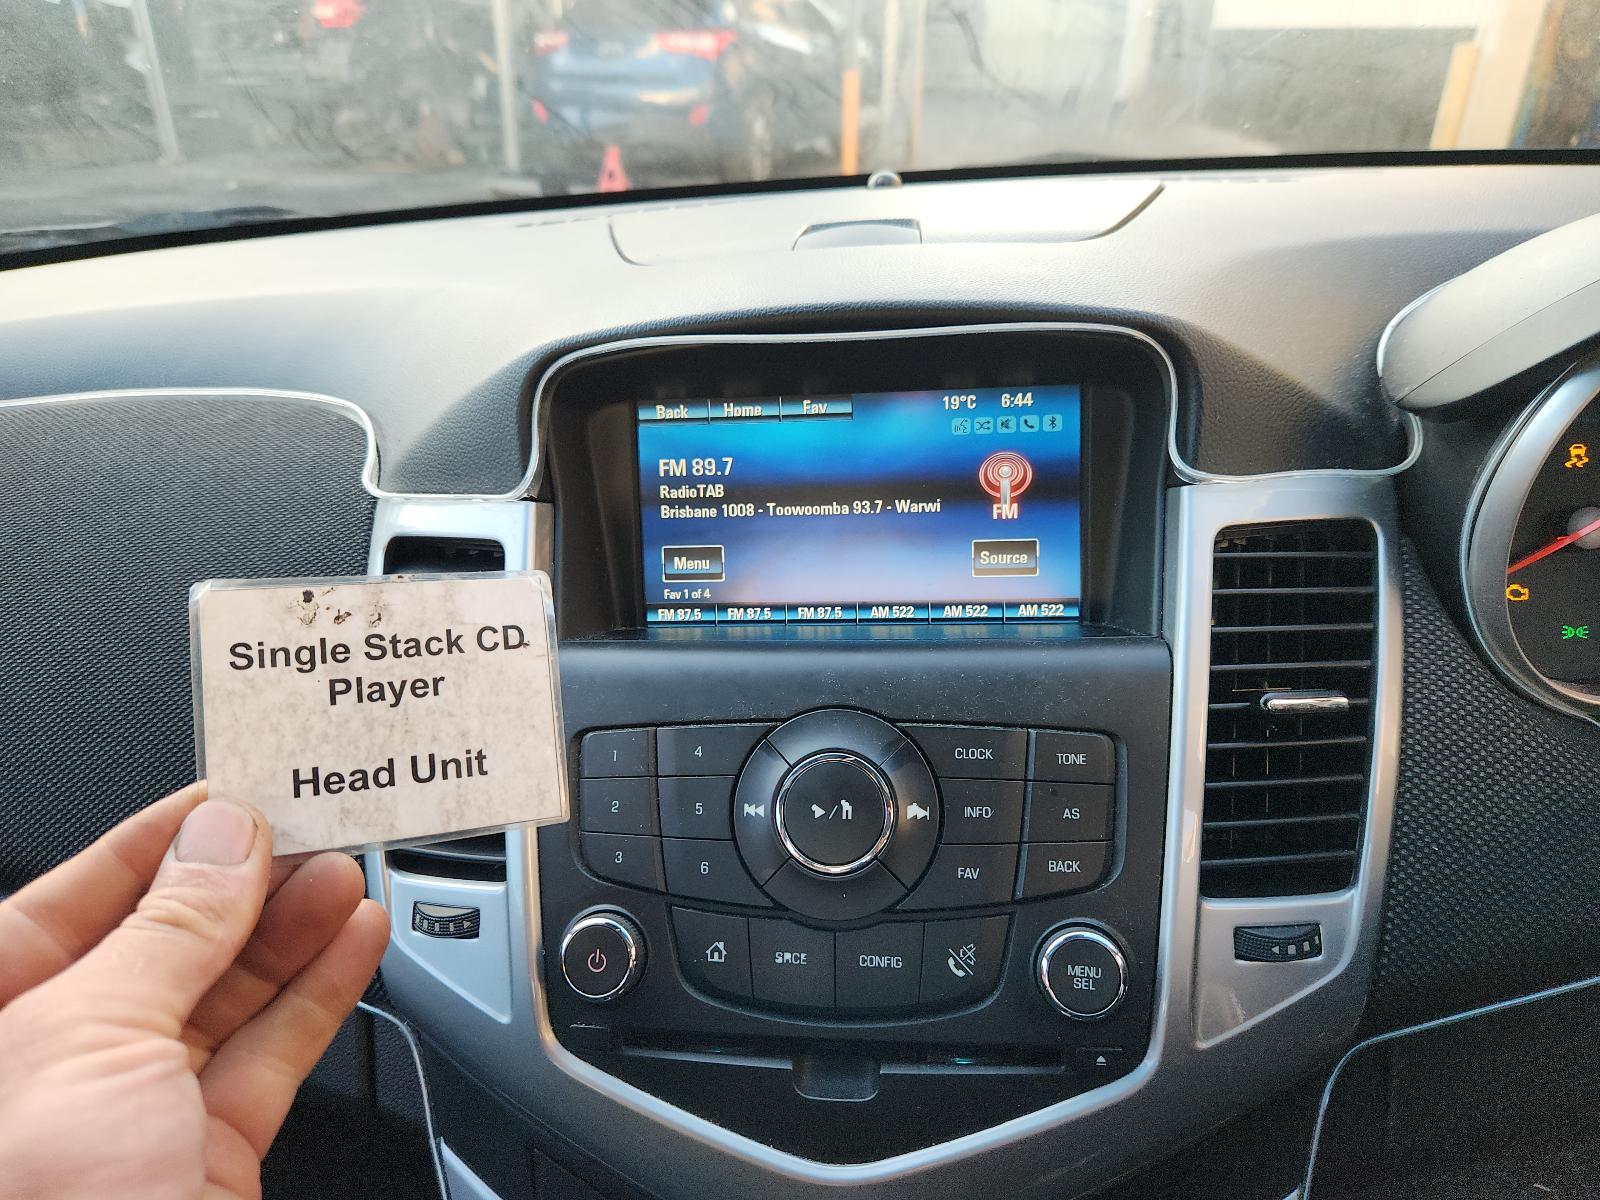 Back Home Fav 19°C 6:44
FM 89.7
RadioTAB
Brisbane 1008 - Toowoomba 93.7 - Warwi
FM
Menu Source
Fav 1 of 4
FM 87.5 FM 87.5 FM 87.5 AM 522 AM 522 AM 522
Single Stack CD
Player
Head Unit
1 4 CLOCK TONE
2 5 INFO AS
3 6 FAV BACK
SRCE CONFIG
MENU
SEL